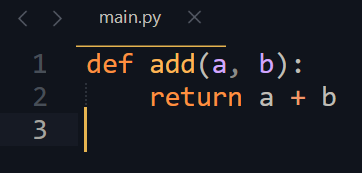 main.py
1 def add(a, b):
2     return a + b
3